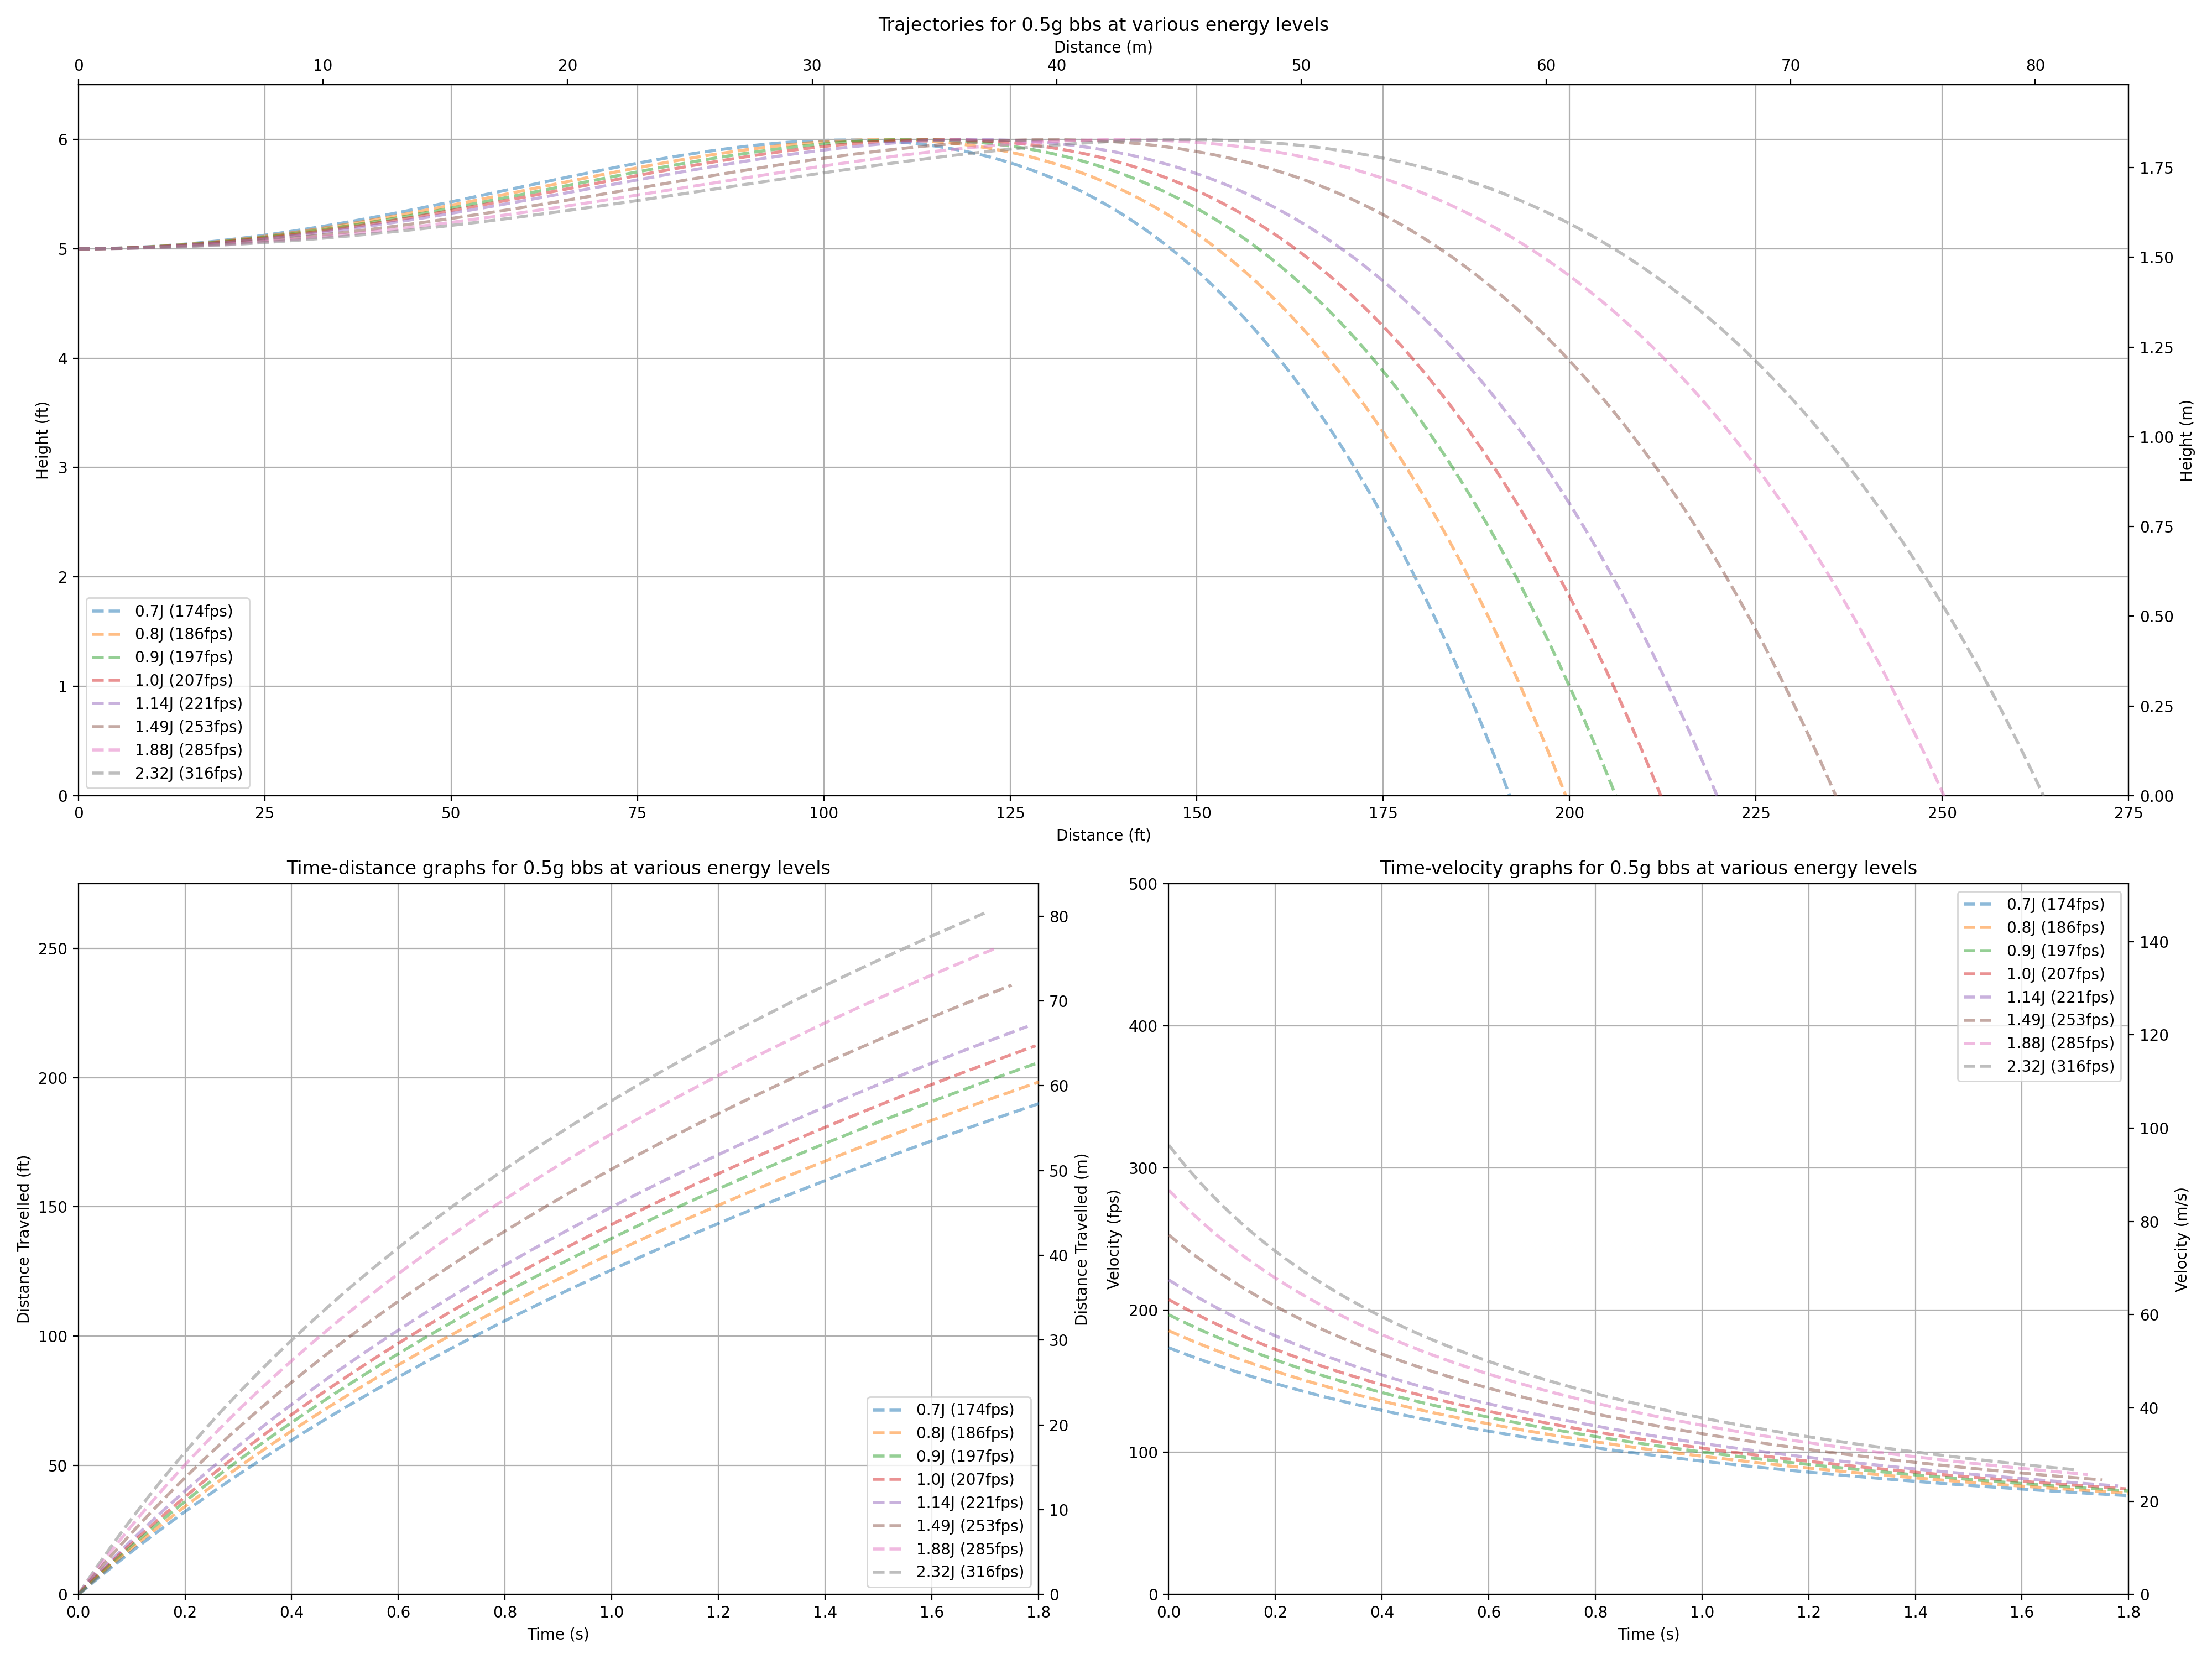 Trajectories for 0.5g bbs at various energy levels
Distance (m)
0 10 20 30 40 50 60 70 80
6
5
4
3
2
1
0
Height (ft)
1.75
1.50
1.25
1.00
0.75
0.50
0.25
0.00
Height (m)
0.7J (174fps)
0.8J (186fps)
0.9J (197fps)
1.0J (207fps)
1.14J (221fps)
1.49J (253fps)
1.88J (285fps)
2.32J (316fps)
0 25 50 75 100 125 150 175 200 225 250 275
Distance (ft)
Time-distance graphs for 0.5g bbs at various energy levels
250
200
150
100
50
0
Distance Travelled (ft)
80
70
60
50
40
30
20
10
0
Distance Travelled (m)
0.7J (174fps)
0.8J (186fps)
0.9J (197fps)
1.0J (207fps)
1.14J (221fps)
1.49J (253fps)
1.88J (285fps)
2.32J (316fps)
0.0 0.2 0.4 0.6 0.8 1.0 1.2 1.4 1.6 1.8
Time (s)
Time-velocity graphs for 0.5g bbs at various energy levels
500
400
300
200
100
0
Velocity (fps)
140
120
100
80
60
40
20
0
Velocity (m/s)
0.7J (174fps)
0.8J (186fps)
0.9J (197fps)
1.0J (207fps)
1.14J (221fps)
1.49J (253fps)
1.88J (285fps)
2.32J (316fps)
0.0 0.2 0.4 0.6 0.8 1.0 1.2 1.4 1.6 1.8
Time (s)